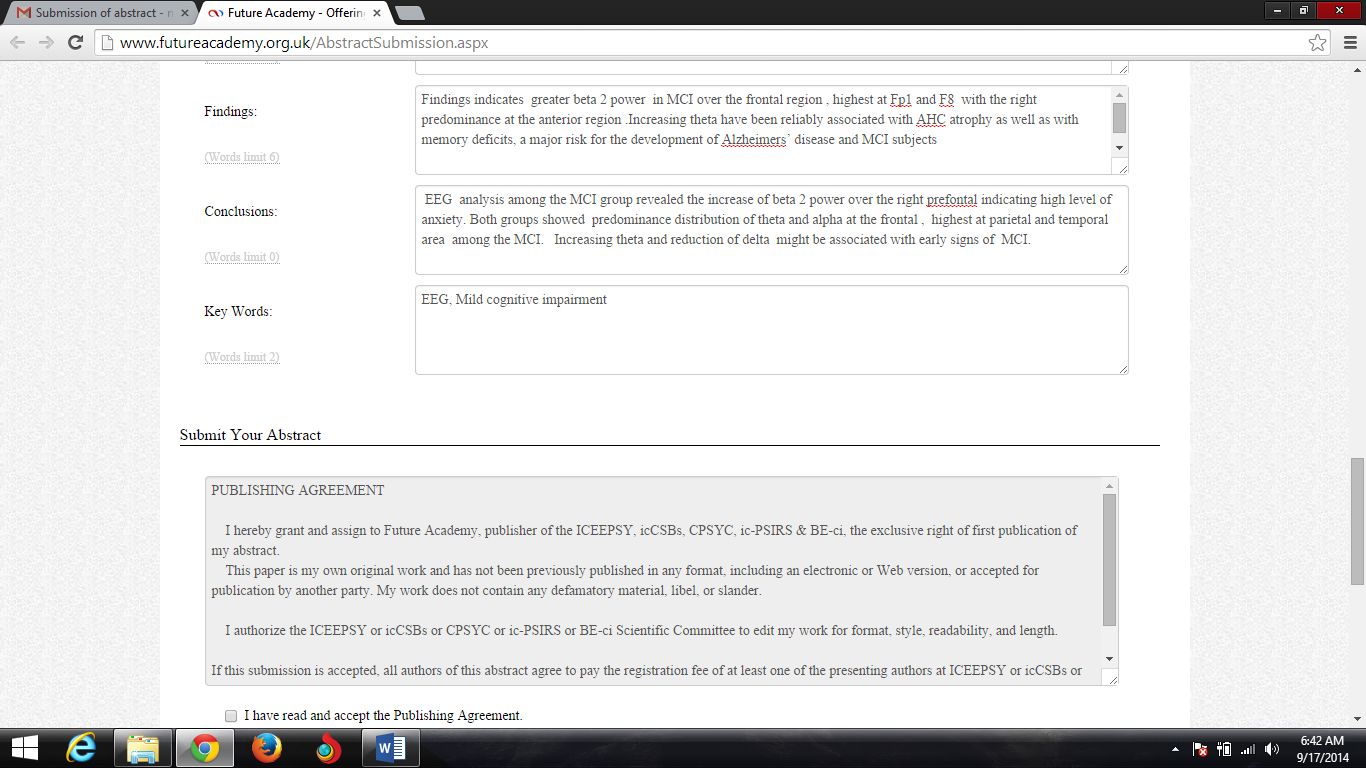 Submission of abstract - n
Future Academy - Offering
www.futureacademy.org.uk/AbstractSubmission.aspx
Findings:
(Words limit 6)
Findings indicates  greater beta 2 power  in MCI over the frontal region , highest at Fp1 and F8  with the right
predominance at the anterior region .Increasing theta have been reliably associated with AHC atrophy as well as with
memory deficits, a major risk for the development of Alzheimers’ disease and MCI subjects
Conclusions:
(Words limit 0)
EEG  analysis among the MCI group revealed the increase of beta 2 power over the right prefontal indicating high level of
anxiety. Both groups showed  predominance distribution of theta and alpha at the frontal ,  highest at parietal and temporal
area  among the MCI.   Increasing theta and reduction of delta  might be associated with early signs of  MCI.
Key Words:
(Words limit 2)
EEG, Mild cognitive impairment
Submit Your Abstract
PUBLISHING AGREEMENT
I hereby grant and assign to Future Academy, publisher of the ICEEPSY, icCSBs, CPSYC, ic-PSIRS & BE-ci, the exclusive right of first publication of
my abstract.
This paper is my own original work and has not been previously published in any format, including an electronic or Web version, or accepted for
publication by another party. My work does not contain any defamatory material, libel, or slander.
I authorize the ICEEPSY or icCSBs or CPSYC or ic-PSIRS or BE-ci Scientific Committee to edit my work for format, style, readability, and length.
If this submission is accepted, all authors of this abstract agree to pay the registration fee of at least one of the presenting authors at ICEEPSY or icCSBs or
I have read and accept the Publishing Agreement.
6:42 AM
9/17/2014